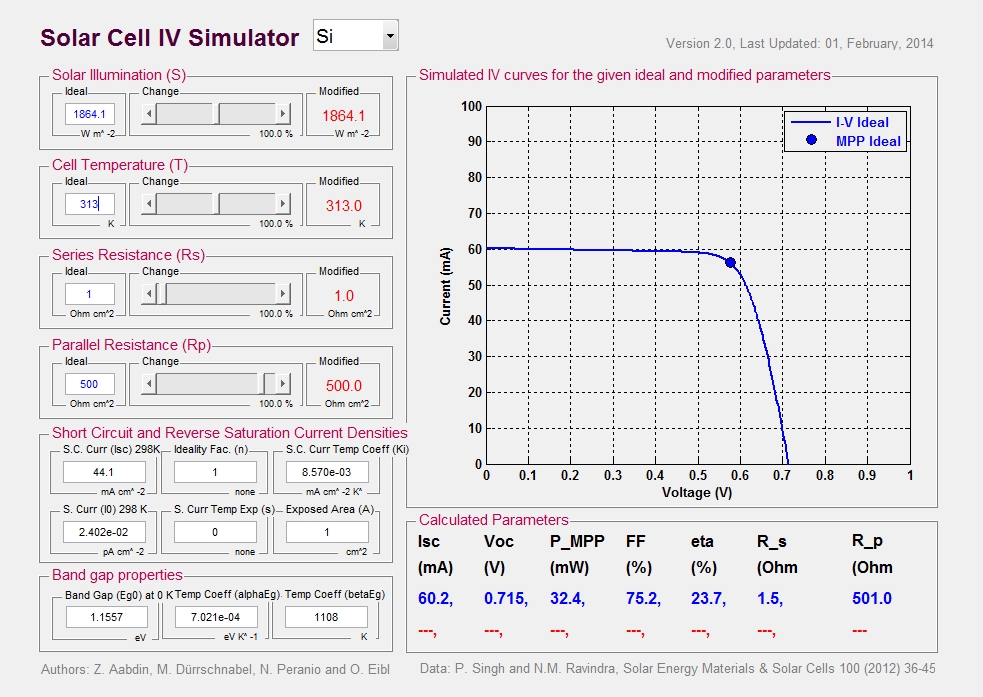 Solar Cell IV Simulator
Si
Version 2.0, Last Updated: 01, February, 2014
Solar Illumination (S)
Ideal Change Modified
1864.1 1864.1
W m^ -2 100.0 % W m^ -2
Cell Temperature (T)
Ideal Change Modified
313 313.0
K 100.0 % K
Series Resistance (Rs)
Ideal Change Modified
1 1.0
Ohm cm^2 100.0 % Ohm cm^2
Parallel Resistance (Rp)
Ideal Change Modified
500 500.0
Ohm cm^2 100.0 % Ohm cm^2
Short Circuit and Reverse Saturation Current Densities
S.C. Curr (Isc) 298K Ideality Fac. (n) S.C. Curr Temp Coeff (Ki)
44.1 1 8.570e-03
mA cm^ -2 none mA cm^ -2 K^
S. Curr (I0) 298 K S. Curr Temp Exp (s) Exposed Area (A)
2.402e-02 0 1
pA cm^ -2 none cm^2
Band gap properties
Band Gap (Eg0) at 0 K Temp Coeff (alphaEg) Temp Coeff (betaEg)
1.1557 7.021e-04 1108
eV eV K^ -1 K
Authors: Z. Aabdin, M. Dürrschnabel, N. Peranio and O. Eibl
Simulated IV curves for the given ideal and modified parameters
I-V Ideal
MPP Ideal
Current (mA)
100
90
80
70
60
50
40
30
20
10
0
0 0.1 0.2 0.3 0.4 0.5 0.6 0.7 0.8 0.9 1
Voltage (V)
Calculated Parameters
Isc Voc P_MPP FF eta R_s R_p
(mA) (V) (mW) (%) (%) (Ohm (Ohm
60.2, 0.715, 32.4, 75.2, 23.7, 1.5, 501.0
---, ---, ---, ---, ---, ---, ---
Data: P. Singh and N.M. Ravindra, Solar Energy Materials & Solar Cells 100 (2012) 36-45